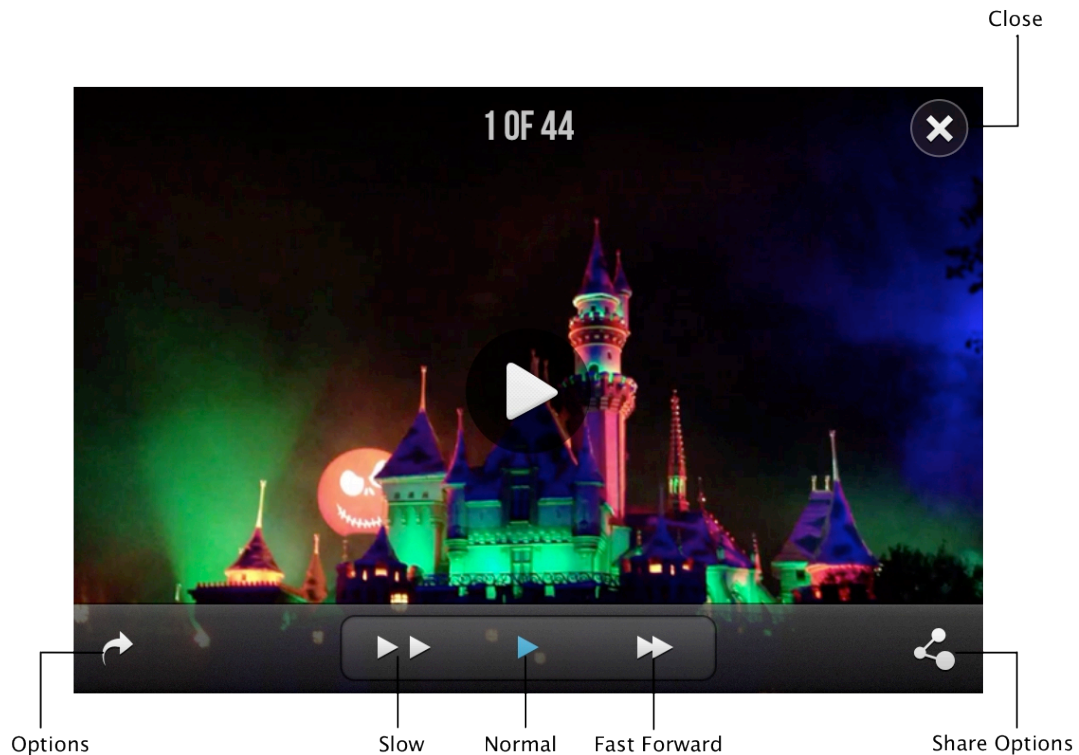 Close
1 OF 44
Options
Slow
Normal
Fast Forward
Share Options